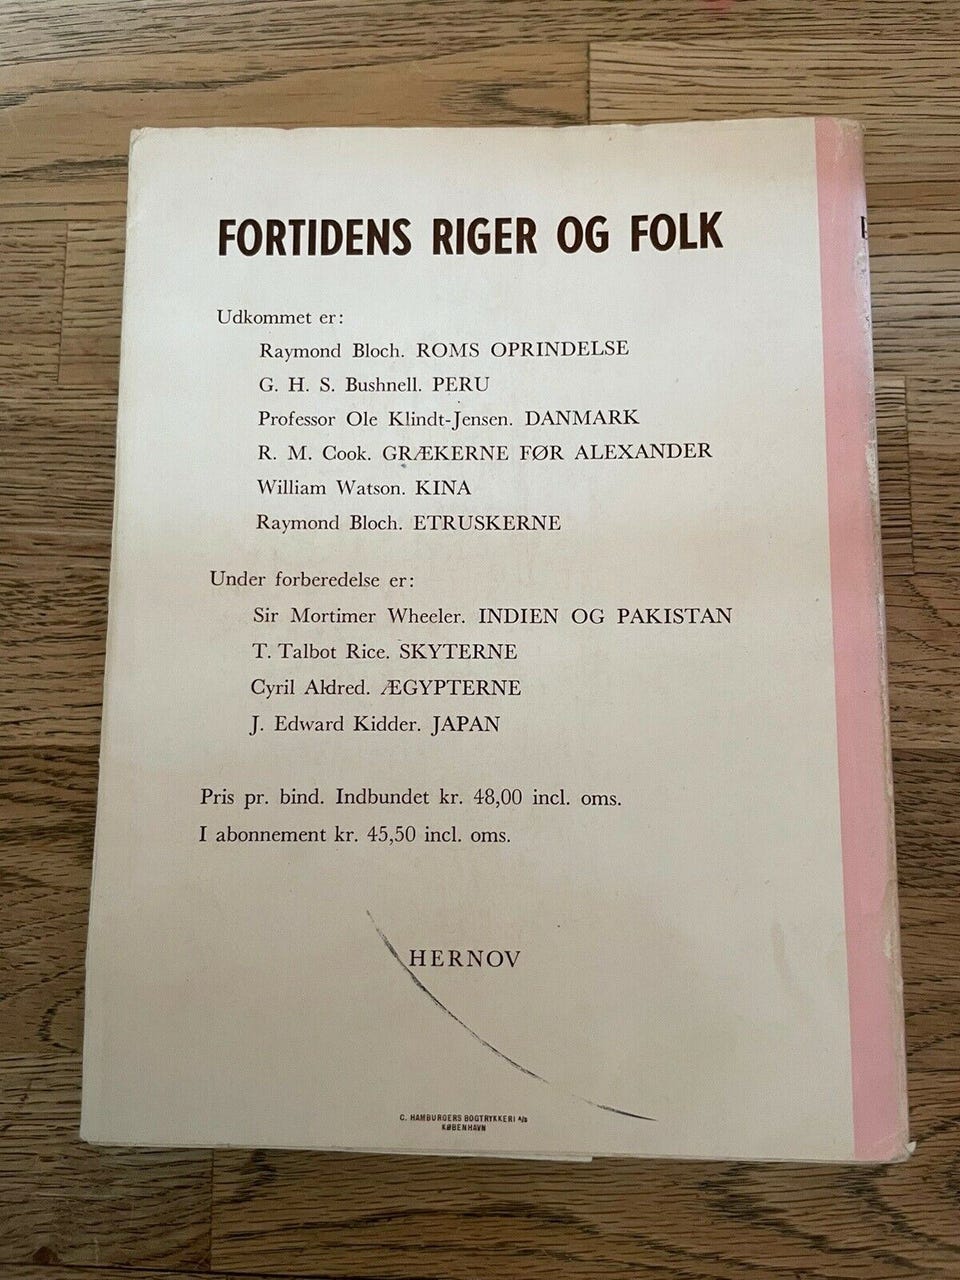 FORTIDENS RIGER OG FOLK
Udkommet er:
Raymond Bloch. ROMS OPRINDELSE
G. H. S. Bushnell. PERU
Professor Ole Klindt-Jensen. DANMARK
R. M. Cook. GRÆKERNE FØR ALEXANDER
William Watson. KINA
Raymond Bloch. ETRUSKERNE
Under forberedelse er:
Sir Mortimer Wheeler. INDIEN OG PAKISTAN
T. Talbot Rice. SKYTERNE
Cyril Aldred. ÆGYPTERNE
J. Edward Kidder. JAPAN
Pris pr. bind. Indbundet kr. 48,00 incl. oms.
I abonnement kr. 45,50 incl. oms.
HERNOV
C. HAMBURGERS BOGTRYKKERI A/S
KØBENHAVN